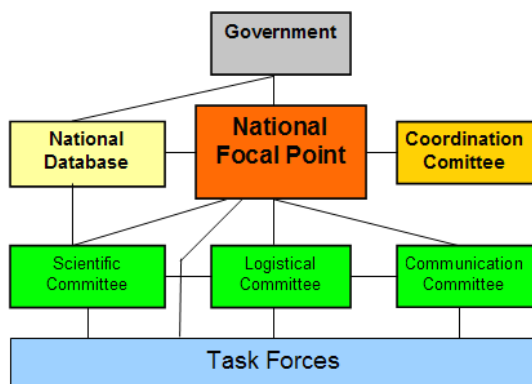 Government
National
Database
National
Focal Point
Coordination
Comittee
Scientific
Committee
Logistical
Committee
Communication
Committee
Task Forces